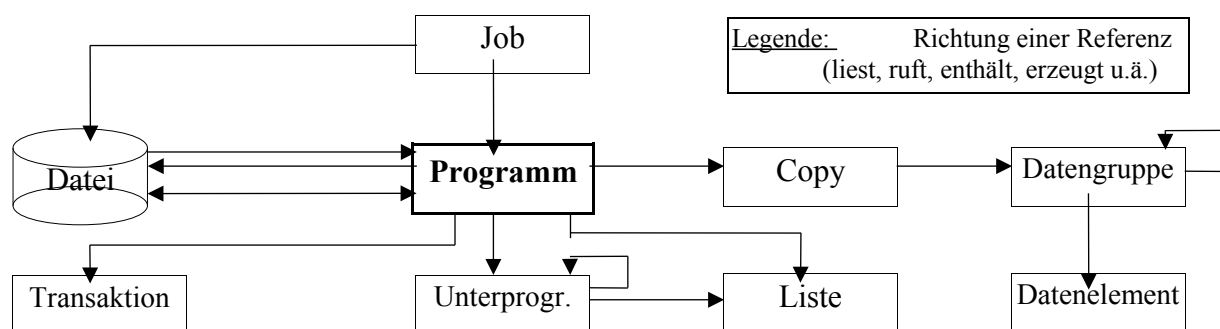 Job
Legende: Richtung einer Referenz
(liest, ruft, enthält, erzeugt u.ä.)
Datei
Programm
Copy
Datengruppe
Transaktion
Unterprogr.
Liste
Datenelement